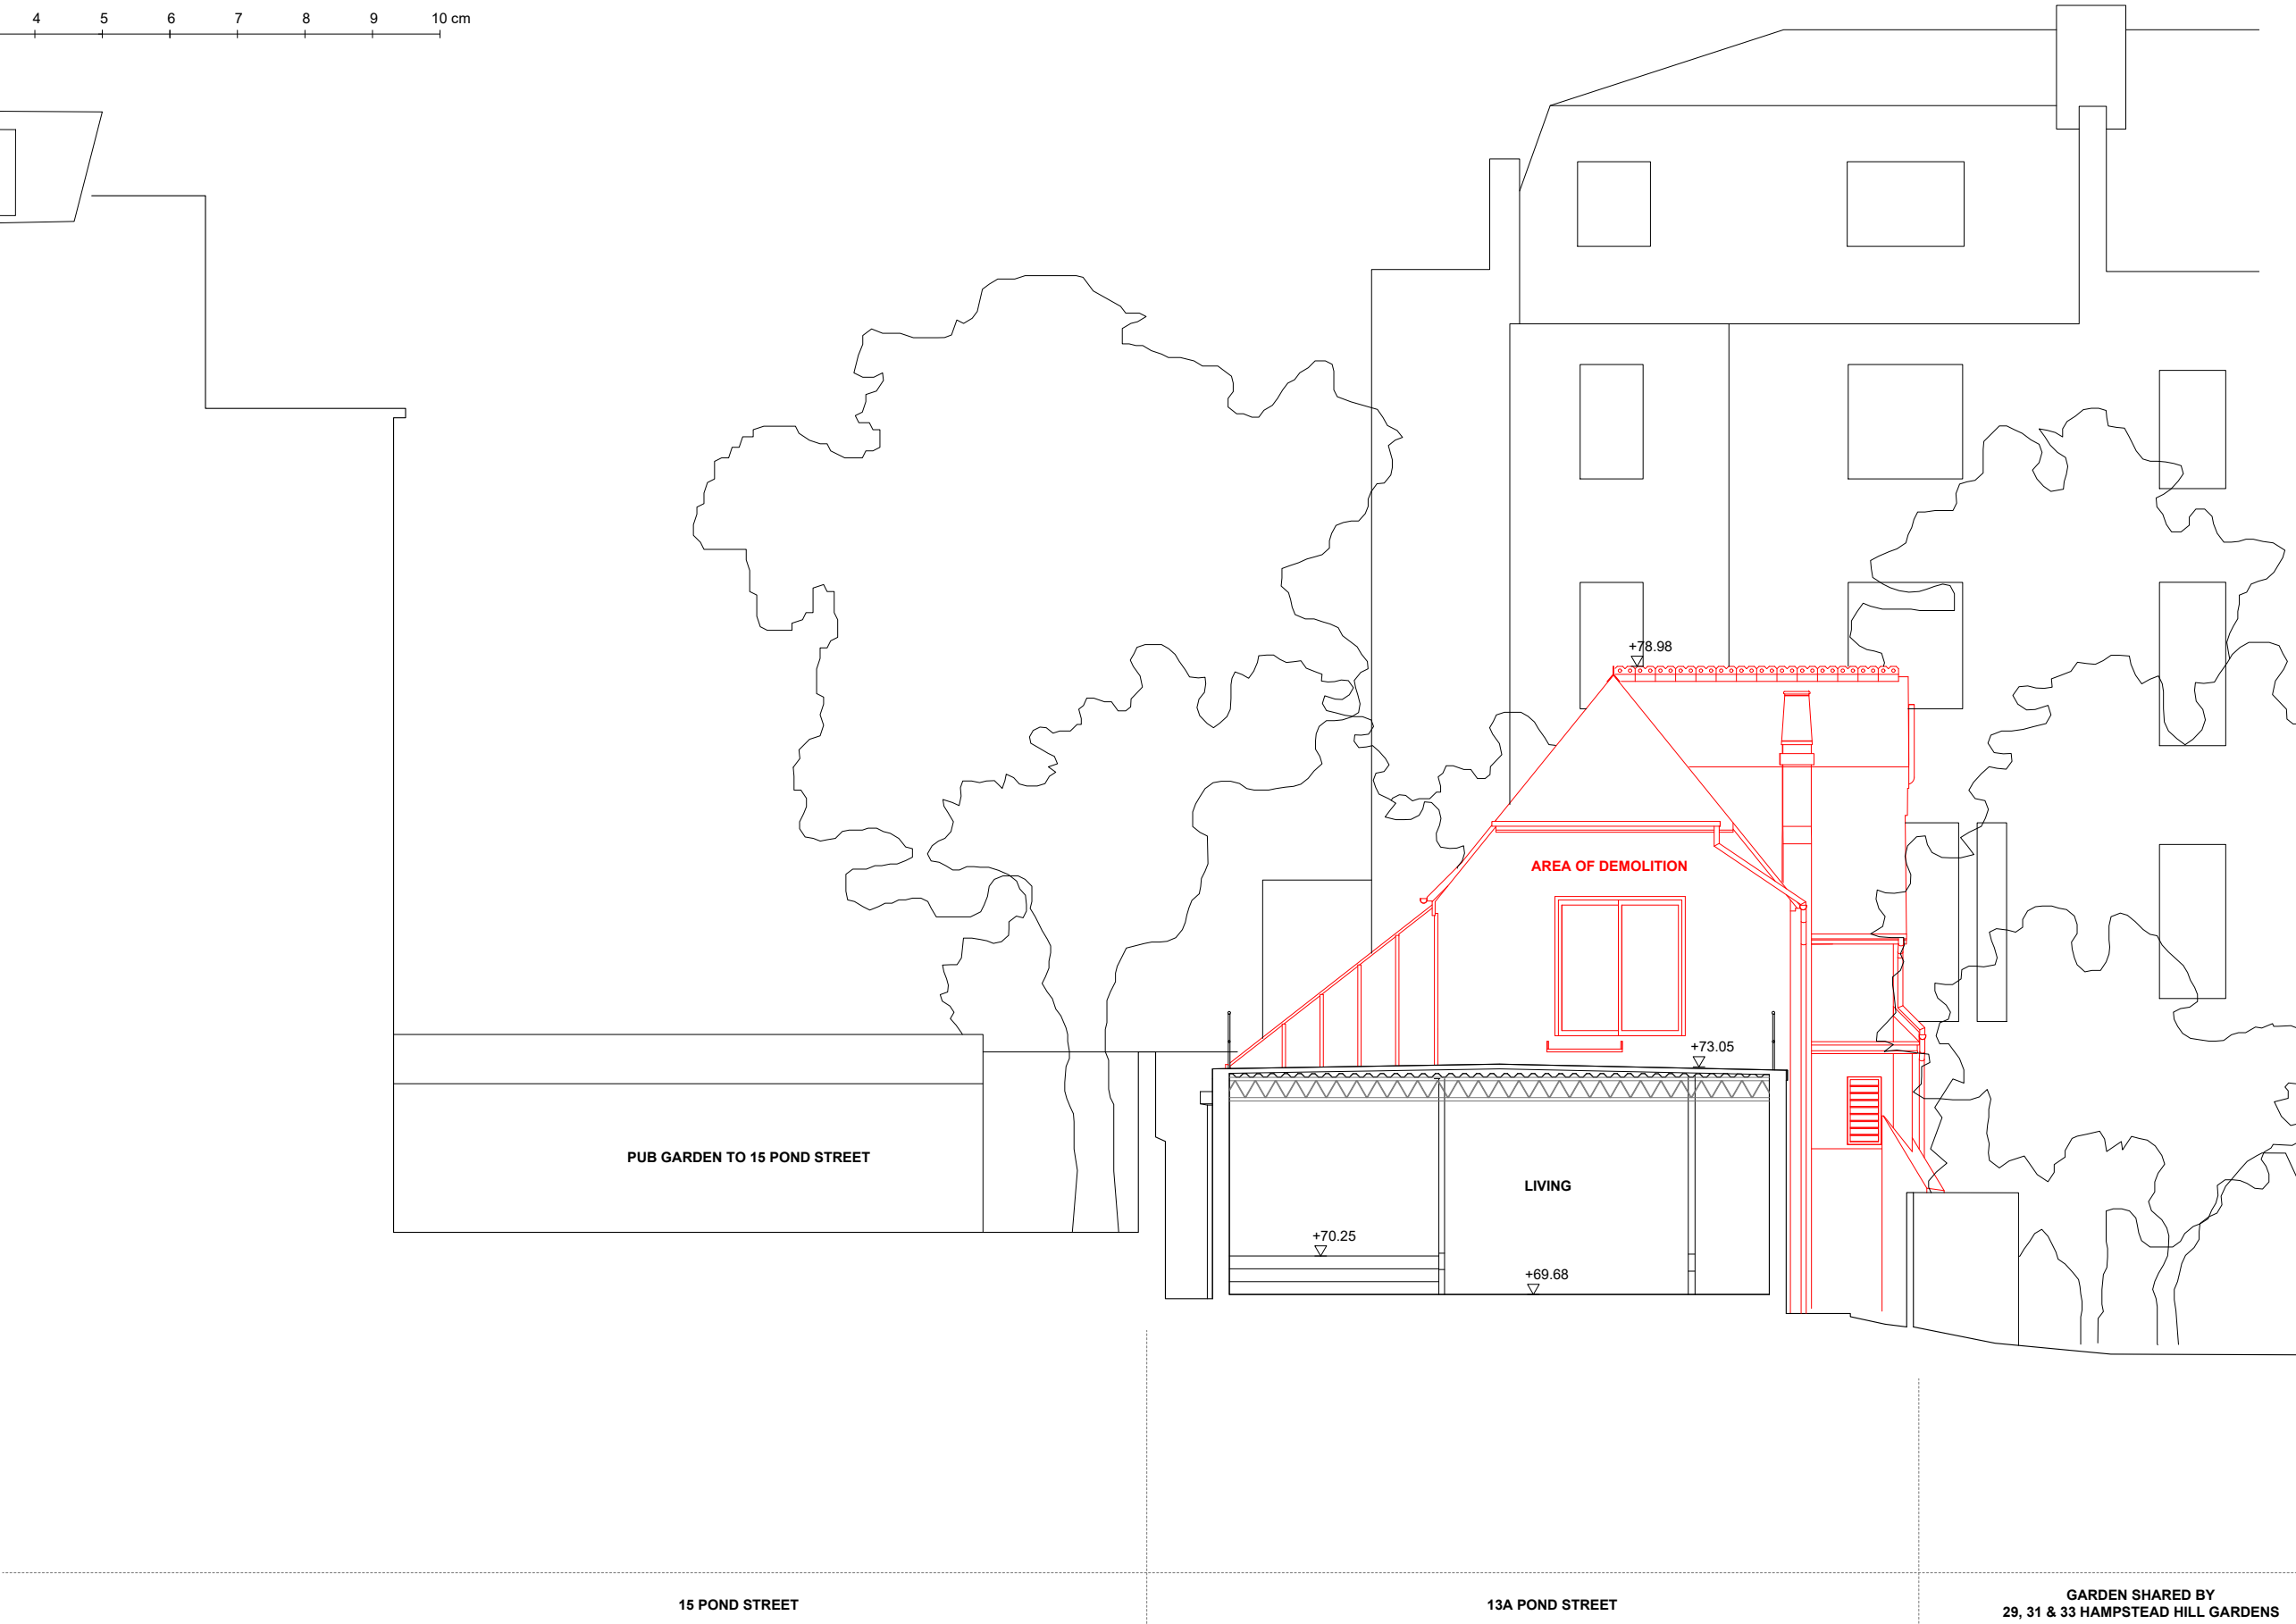 4 5 6 7 8 9 10 cm
+78.98
AREA OF DEMOLITION
+73.05
PUB GARDEN TO 15 POND STREET
LIVING
+70.25
+69.68
15 POND STREET
13A POND STREET
GARDEN SHARED BY
29, 31 & 33 HAMPSTEAD HILL GARDENS